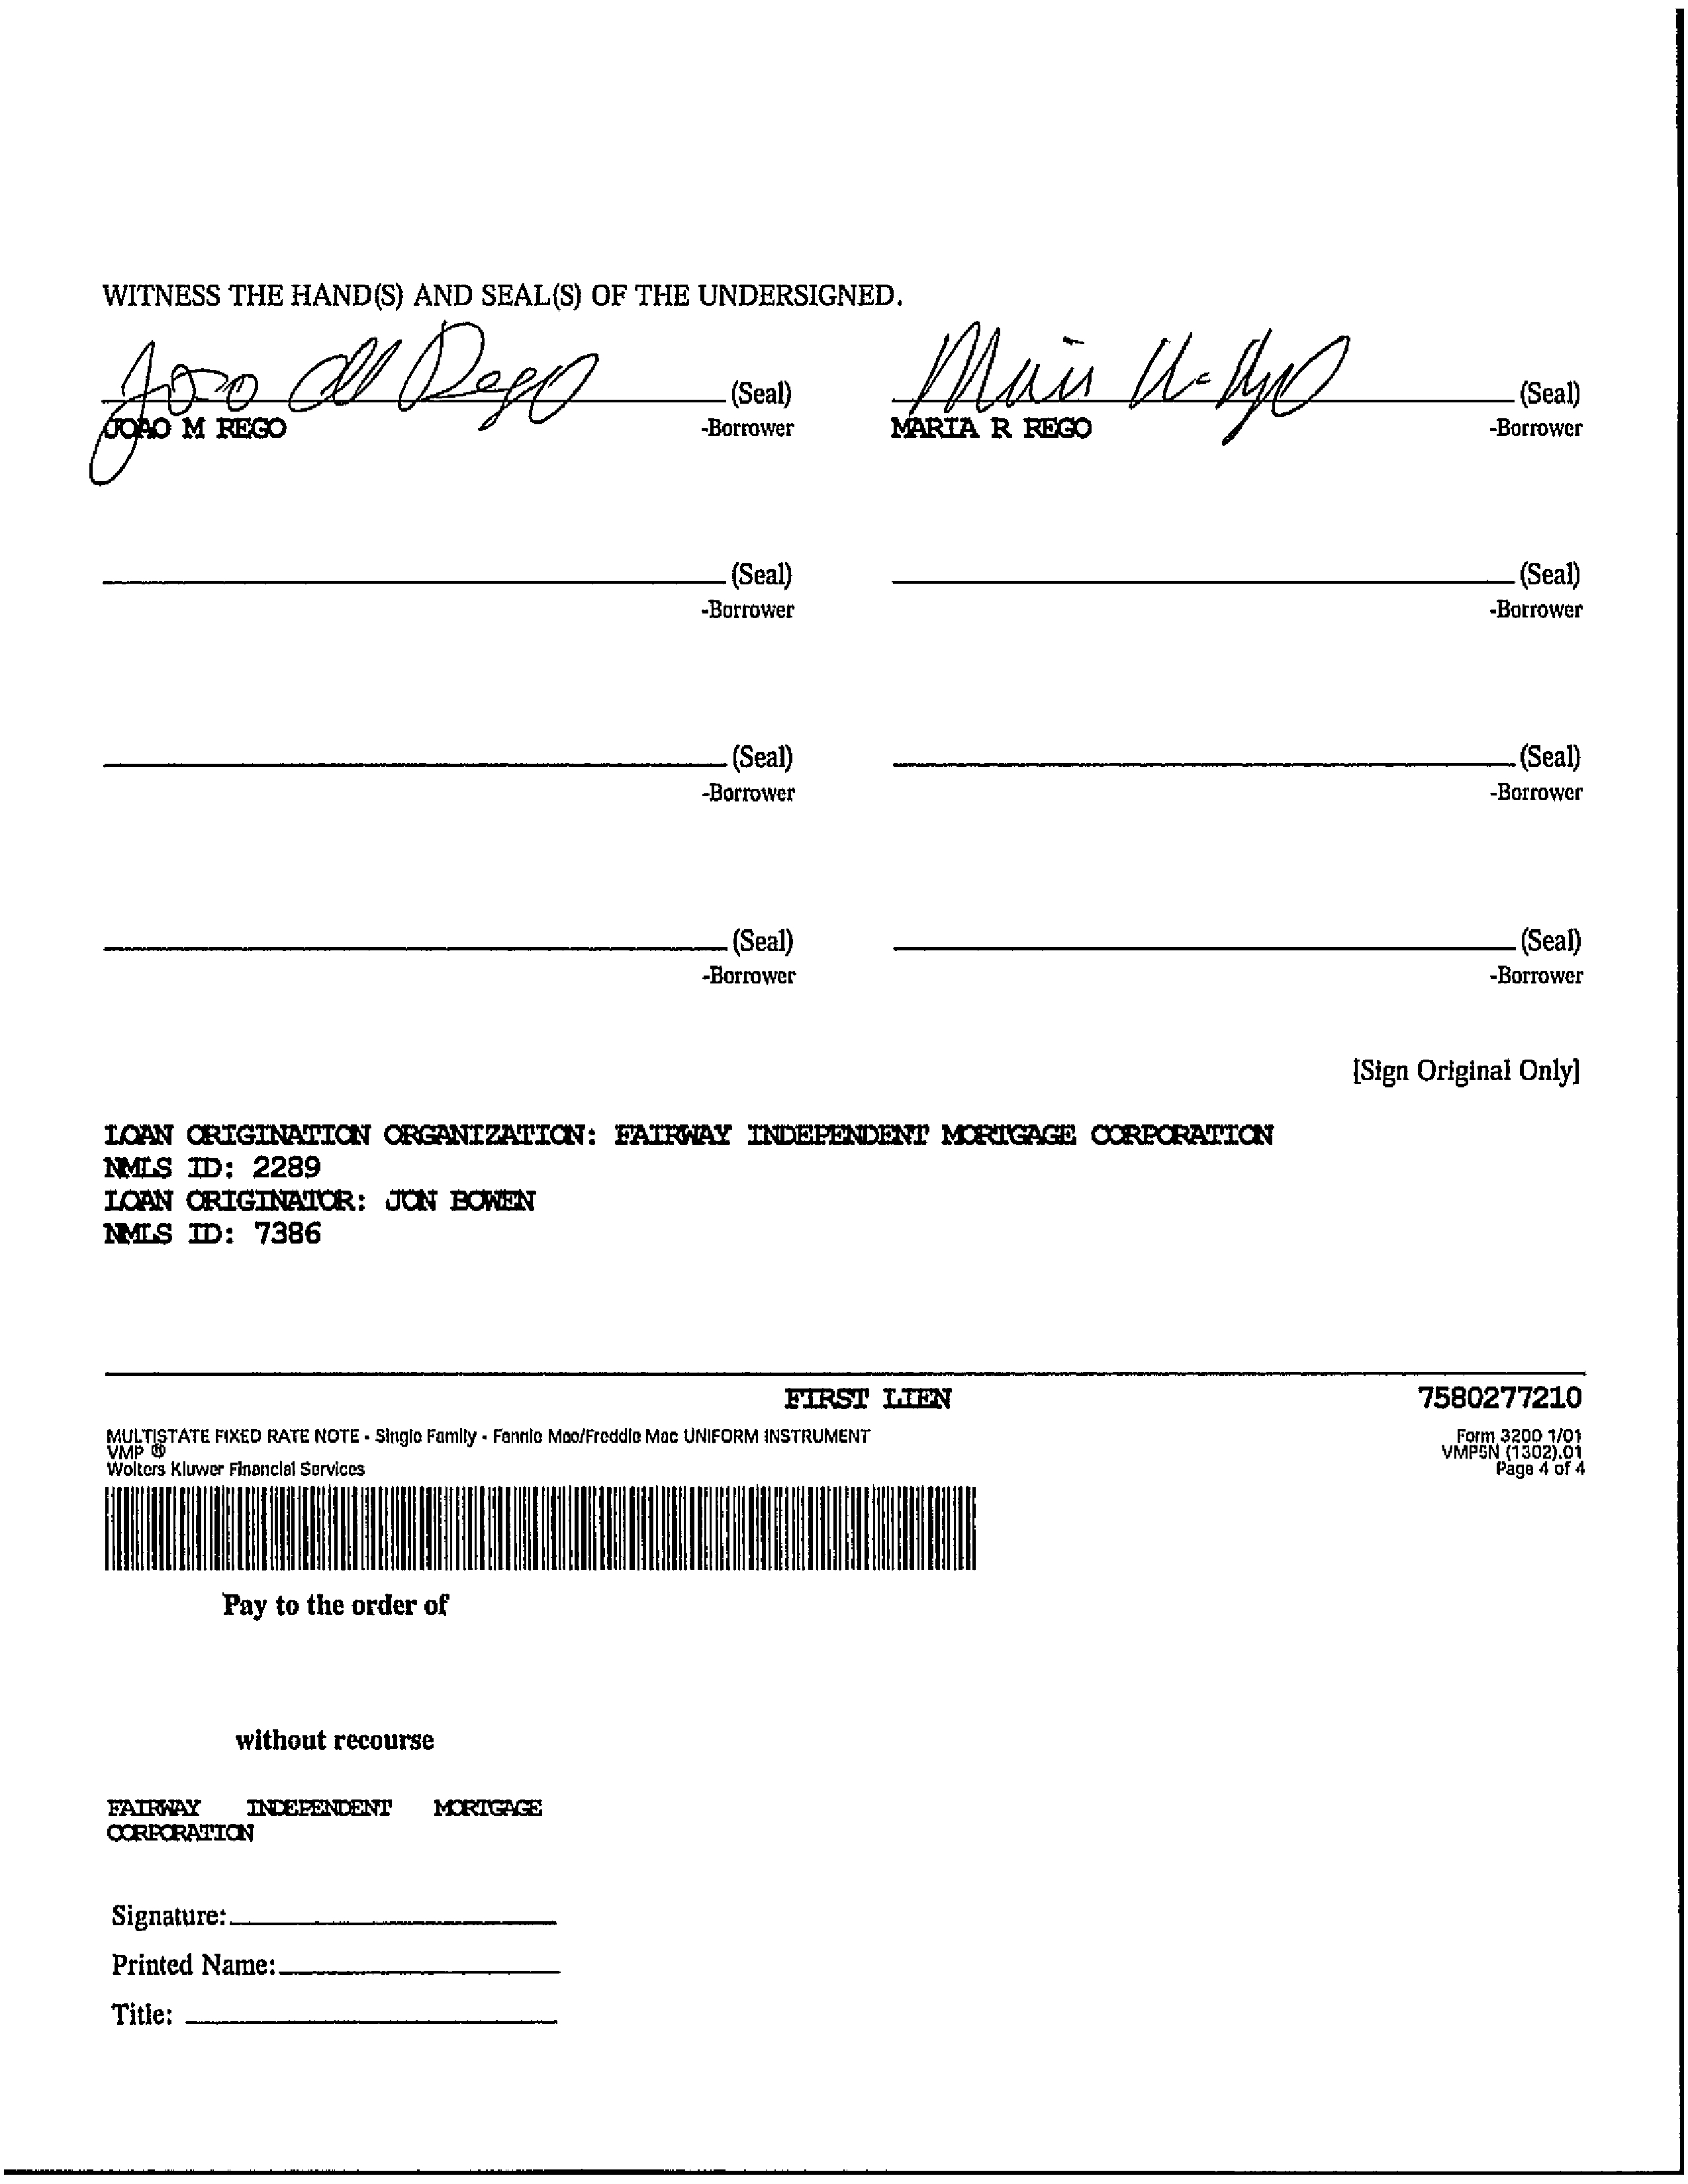 WITNESS THE HAND(S) AND SEAL(S) OF THE UNDERSIGNED.
Joao M Rego (Seal) Maria R Rego (Seal)
JOAO M REGO -Borrower MARIA R REGO -Borrower
(Seal) (Seal)
-Borrower -Borrower
(Seal) (Seal)
-Borrower -Borrower
(Seal) (Seal)
-Borrower -Borrower
[Sign Original Only]
LOAN ORIGINATION ORGANIZATION: FAIRWAY INDEPENDENT MORTGAGE CORPORATION
NMLS ID: 2289
LOAN ORIGINATOR: JON BOWEN
NMLS ID: 7386
FIRST LIEN 7580277210
MULTISTATE FIXED RATE NOTE - Single Family - Fannie Mae/Freddie Mac UNIFORM INSTRUMENT Form 3200 1/01
VMP ® VMP5N (1302).01
Wolters Kluwer Financial Services Page 4 of 4
Pay to the order of
without recourse
FAIRWAY INDEPENDENT MORTGAGE
CORPORATION
Signature:
Printed Name:
Title: